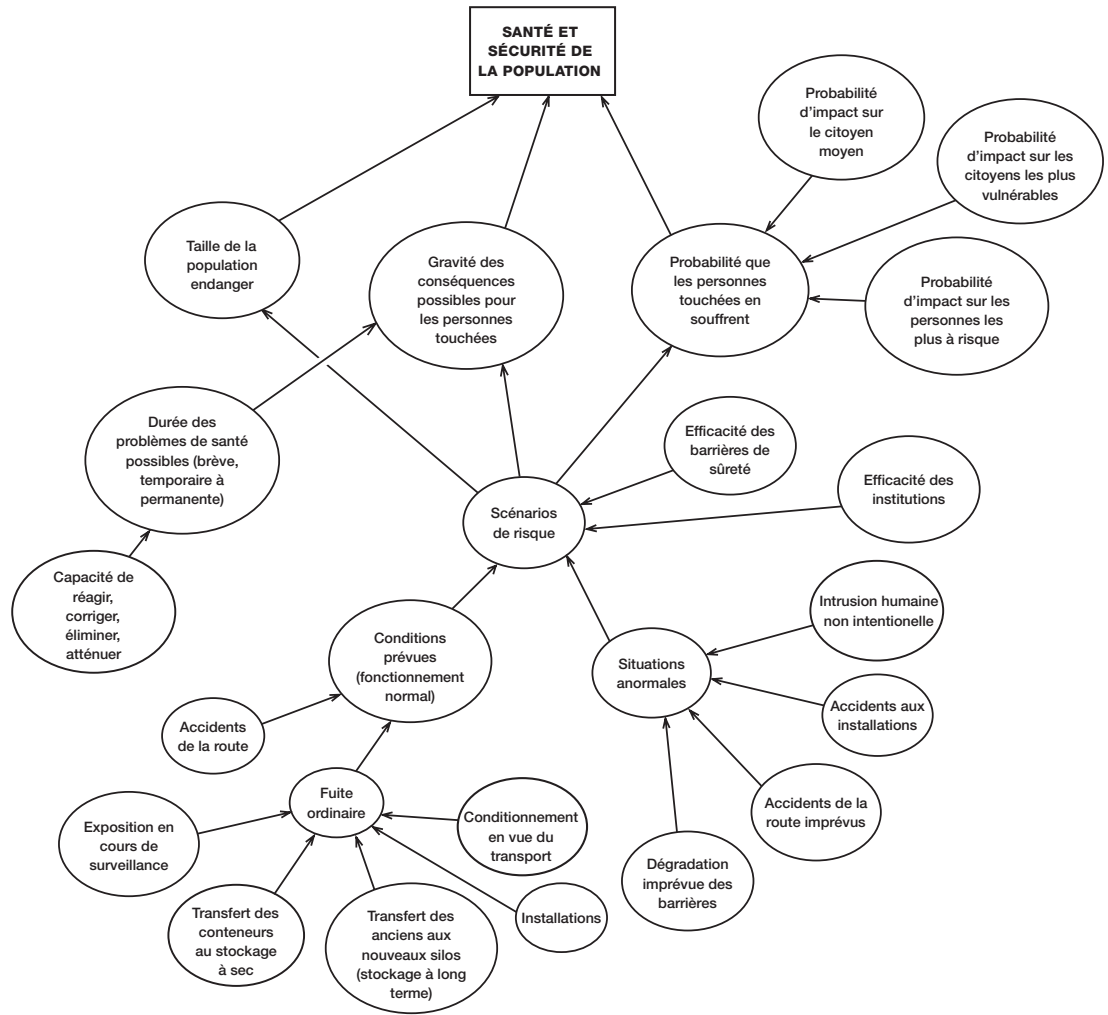 SANTÉ ET
SÉCURITÉ DE
LA POPULATION
Probabilité
d'impact sur
le citoyen
moyen
Probabilité
d'impact sur les
citoyens les plus
vulnérables
Taille de la
population
endanger
Gravité des
conséquences
possibles pour
les personnes
touchées
Probabilité que
les personnes
touchées en
souffrent
Probabilité
d'impact sur les
personnes les
plus à risque
Durée des
problèmes de santé
possibles (brève,
temporaire à
permanente)
Efficacité des
barrières de
sûreté
Efficacité des
institutions
Scénarios
de risque
Capacité de
réagir,
corriger,
éliminer,
atténuer
Conditions
prévues
(fonctionnement
normal)
Situations
anormales
Intrusion humaine
non intentionelle
Accidents aux
installations
Accidents
de la route
Fuite
ordinaire
Accidents de la
route imprévus
Exposition en
cours de
surveillance
Conditionnement
en vue du
transport
Dégradation
imprévue des
barrières
Transfert des
conteneurs
au stockage
à sec
Transfert des
anciens aux
nouveaux silos
(stockage à long
terme)
Installations